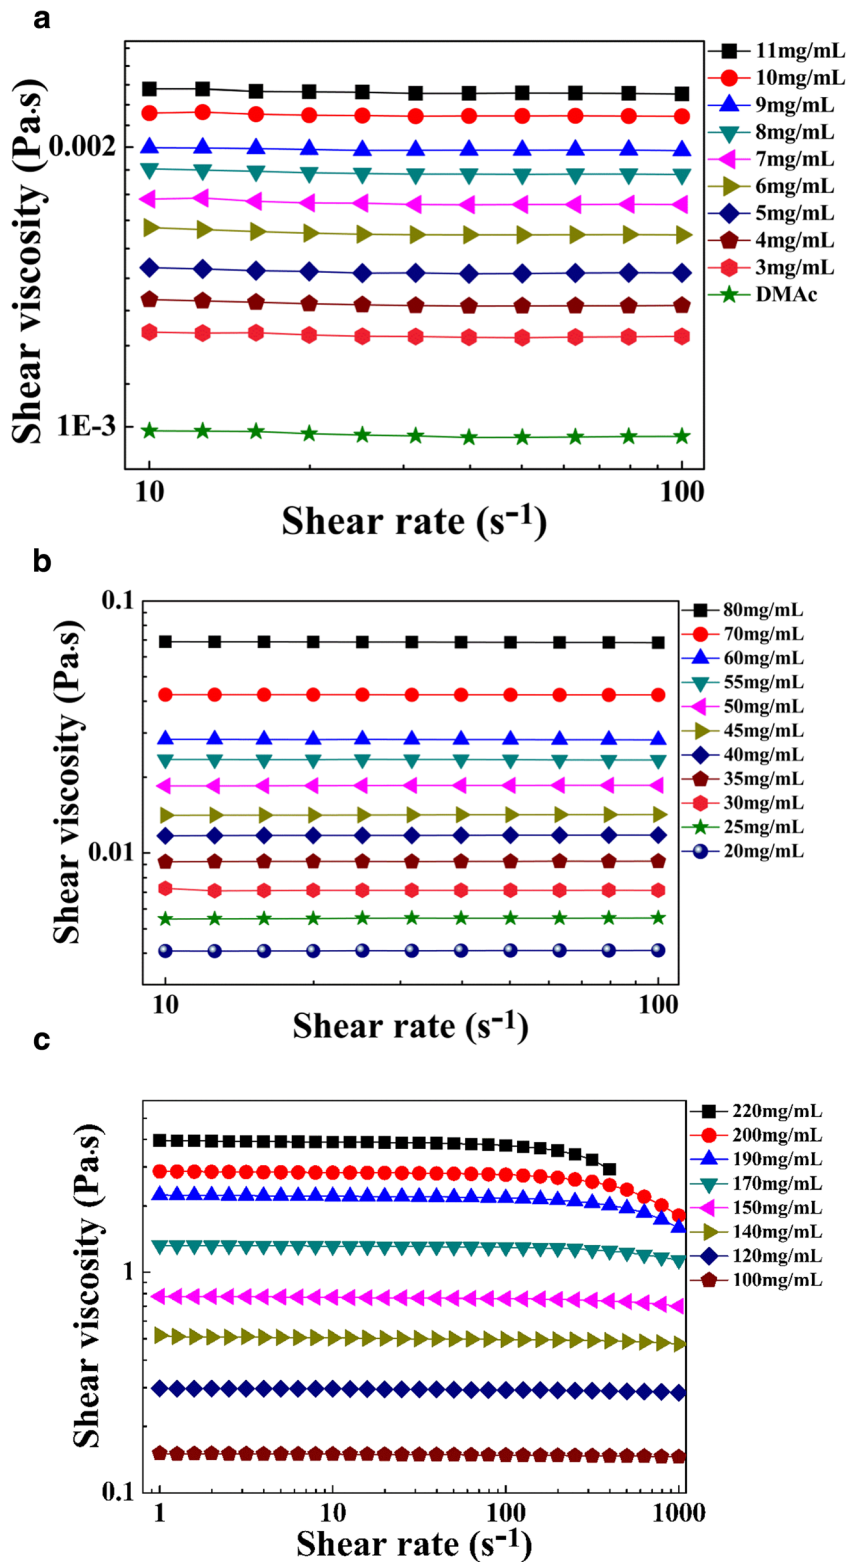 a
11mg/mL
10mg/mL
9mg/mL
8mg/mL
7mg/mL
6mg/mL
5mg/mL
4mg/mL
3mg/mL
DMAc
0.002
1E-3
Shear viscosity (Pa·s)
10 100
Shear rate (s⁻¹)
b
80mg/mL
70mg/mL
60mg/mL
55mg/mL
50mg/mL
45mg/mL
40mg/mL
35mg/mL
30mg/mL
25mg/mL
20mg/mL
0.1
0.01
Shear viscosity (Pa·s)
10 100
Shear rate (s⁻¹)
c
220mg/mL
200mg/mL
190mg/mL
170mg/mL
150mg/mL
140mg/mL
120mg/mL
100mg/mL
1
0.1
Shear viscosity (Pa·s)
1 10 100 1000
Shear rate (s⁻¹)